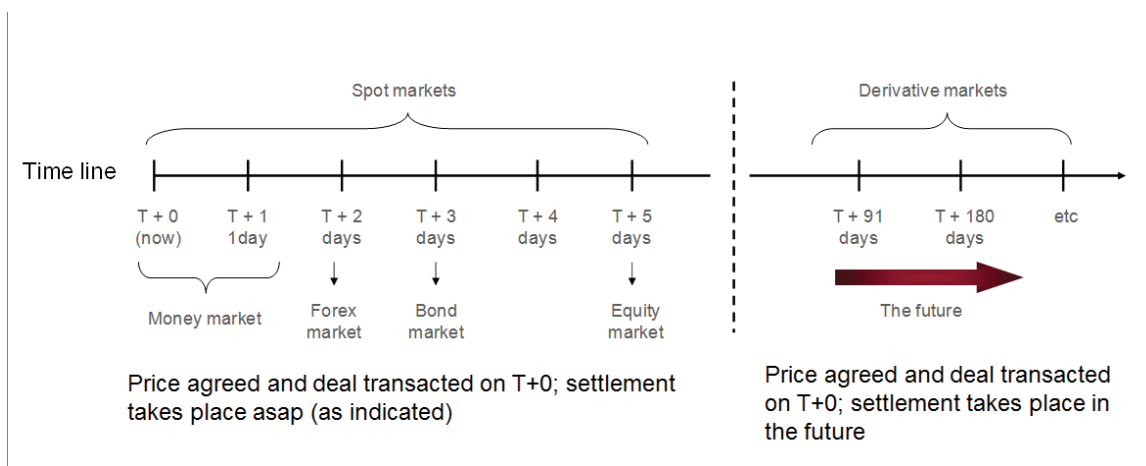 Spot markets
Derivative markets
Time line
T + 0
(now)
T + 1
1day
T + 2
days
T + 3
days
T + 4
days
T + 5
days
T + 91
days
T + 180
days
etc
Money market
Forex
market
Bond
market
Equity
market
The future
Price agreed and deal transacted on T+0; settlement
takes place asap (as indicated)
Price agreed and deal transacted
on T+0; settlement takes place in
the future